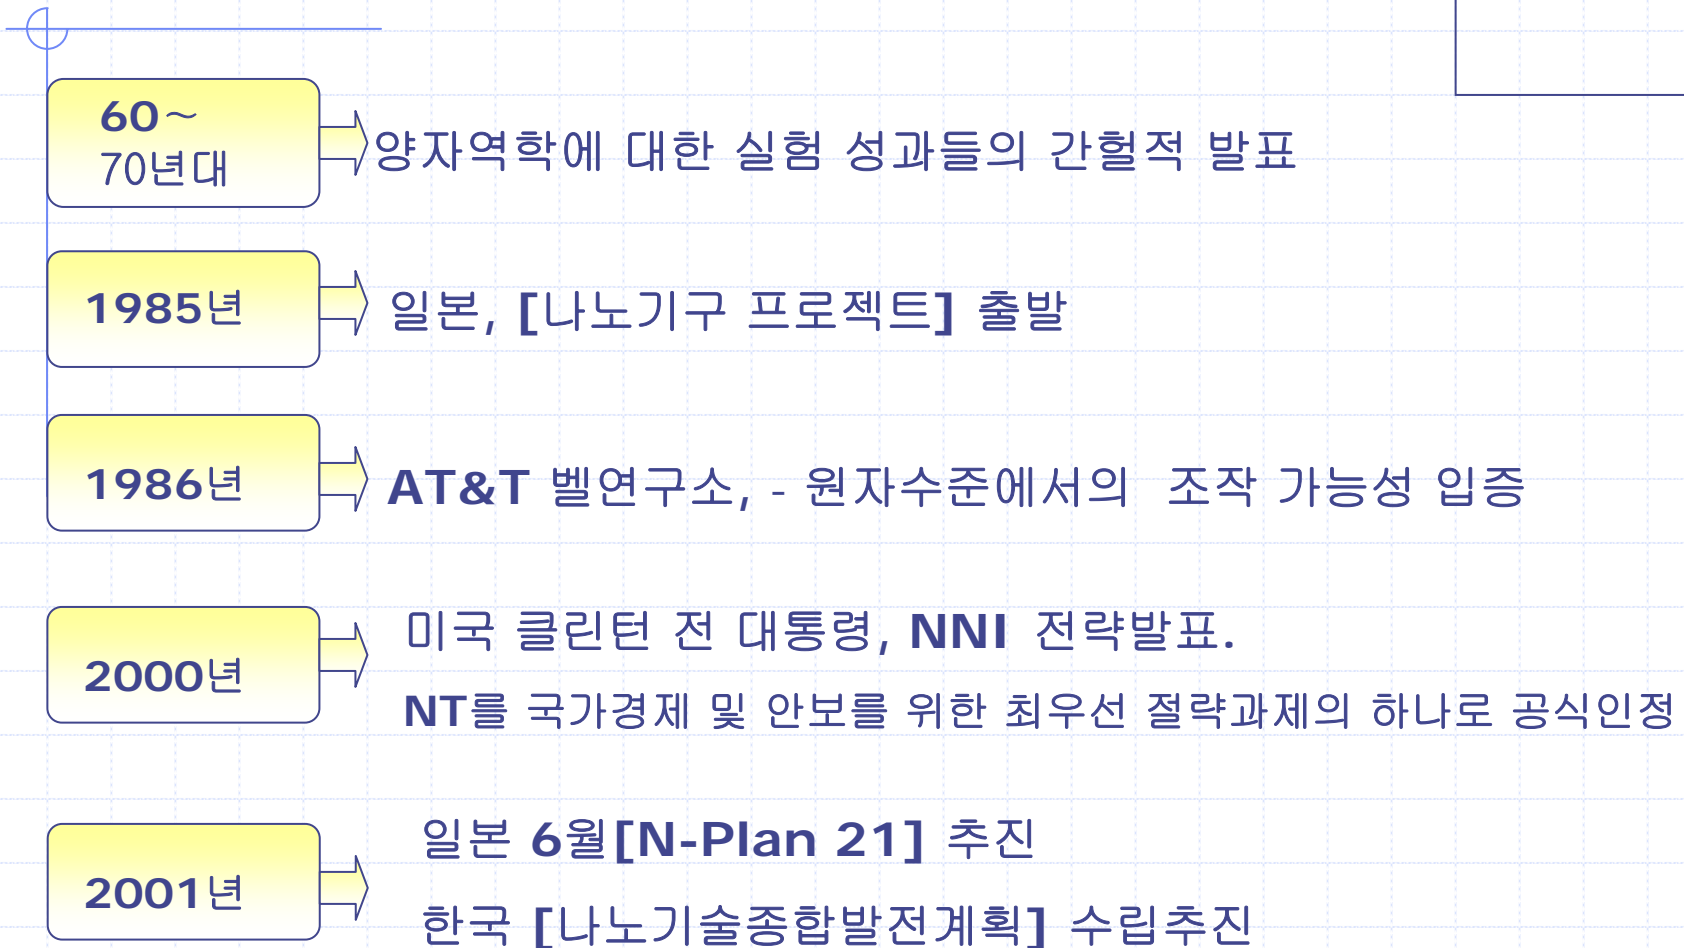 60～
70년대
양자역학에 대한 실험 성과들의 간헐적 발표
1985년
일본, [나노기구 프로젝트] 출발
1986년
AT&T 벨연구소, - 원자수준에서의 조작 가능성 입증
2000년
미국 클린턴 전 대통령, NNI 전략발표.
NT를 국가경제 및 안보를 위한 최우선 절략과제의 하나로 공식인정
2001년
일본 6월[N-Plan 21] 추진
한국 [나노기술종합발전계획] 수립추진